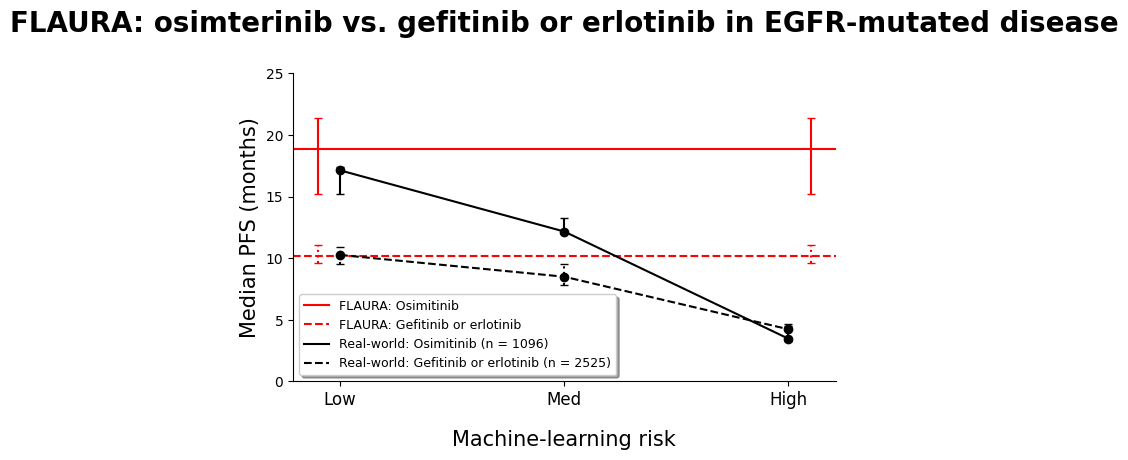 FLAURA: osimterinib vs. gefitinib or erlotinib in EGFR-mutated disease
25
20
15
10
5
0
Median PFS (months)
FLAURA: Osimitinib
FLAURA: Gefitinib or erlotinib
Real-world: Osimitinib (n = 1096)
Real-world: Gefitinib or erlotinib (n = 2525)
Low
Med
High
Machine-learning risk